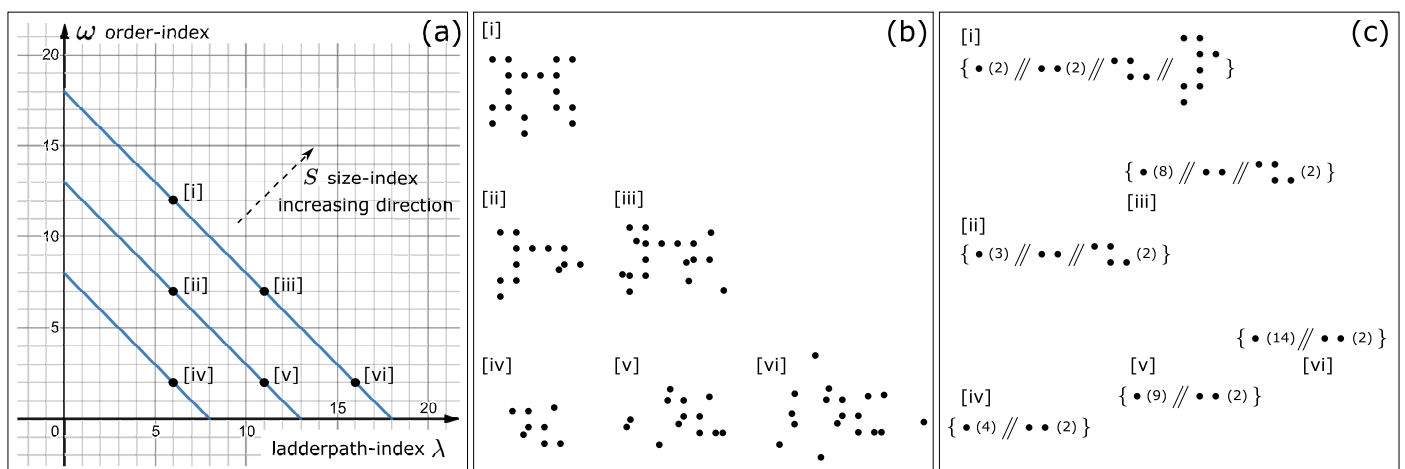 ω order-index
(a)
20
15
10
5
0
5
10
15
20
[i]
S size-index
increasing direction
[ii]
[iii]
[iv]
[v]
[vi]
ladderpath-index λ
(b)
[i]
[ii]
[iii]
[iv]
[v]
[vi]
(c)
[i]
{ • (2) // • • (2) // // }
{ • (8) // • • // (2) }
[iii]
[ii]
{ • (3) // • • // (2) }
{ • (14) // • • (2) }
[v]
[vi]
{ • (9) // • • (2) }
[iv]
{ • (4) // • • (2) }